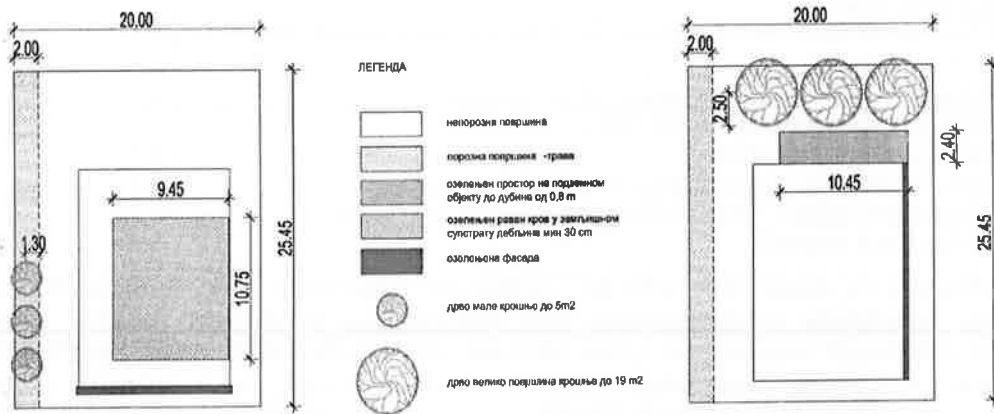 20.00
2.00
9.45
10.75
1.30
25.45
ЛЕГЕНДА
непорозна површина
порозна површина -трава
озелењен простор на подземном
објекту до дубина од 0,8 m
озелењен раван кров у земљишном
супстрату дебљине мин 30 cm
озелењена фасада
дрво мале крошње до 5m2
дрво велико површина крошње до 19 m2
20.00
2.00
2.50
2.40
10.45
25.45